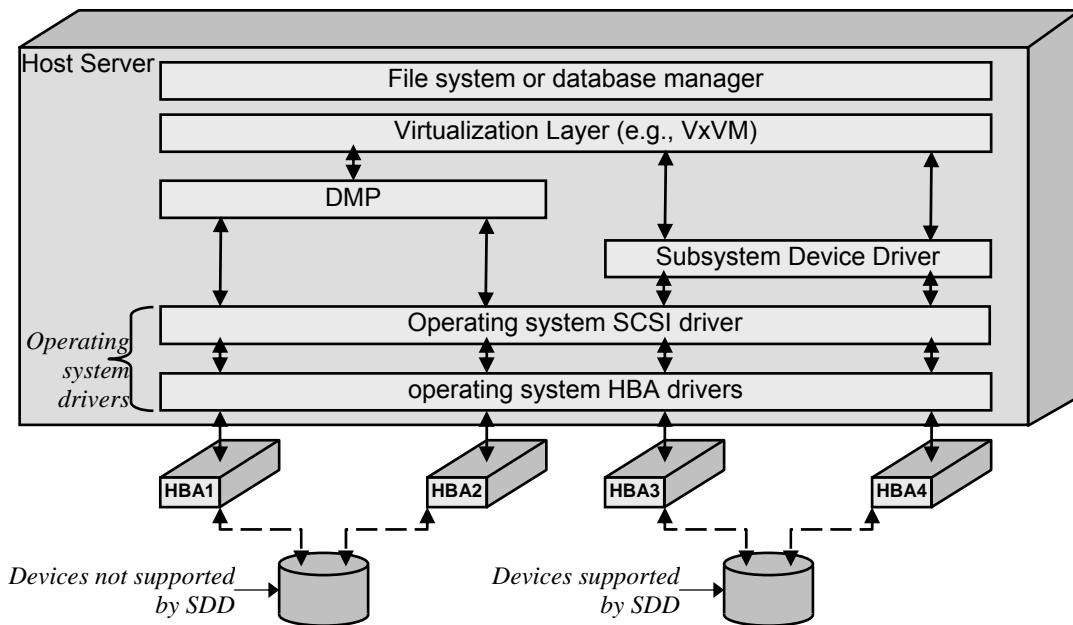 Host Server
File system or database manager
Virtualization Layer (e.g., VxVM)
DMP
Subsystem Device Driver
Operating system SCSI driver
Operating
system
drivers
operating system HBA drivers
HBA1
HBA2
HBA3
HBA4
Devices not supported
by SDD
Devices supported
by SDD